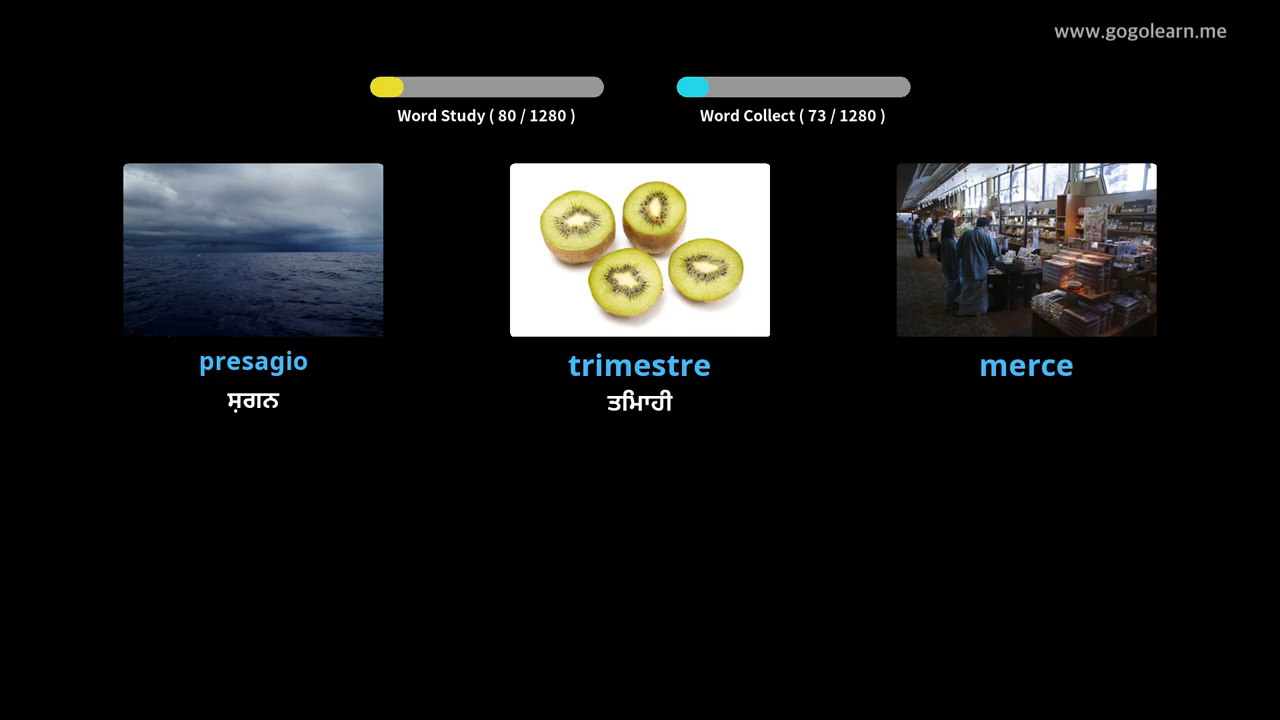 www.gogolearn.me
Word Study ( 80 / 1280 )
Word Collect ( 73 / 1280 )
presagio
ਸ਼ਗਨ
trimestre
ਤਿਮਾਹੀ
merce